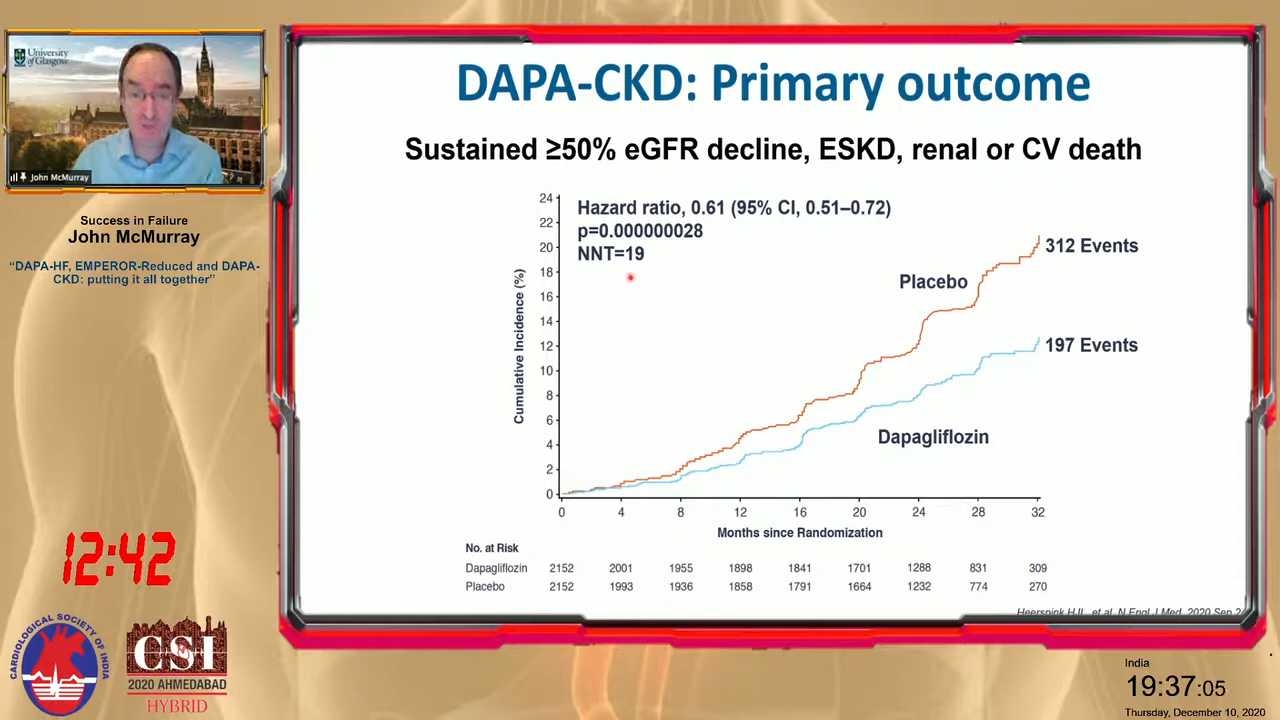 University
of Glasgow
John McMurray
Success in Failure
John McMurray
“DAPA-HF, EMPEROR-Reduced and DAPA-
CKD: putting it all together”
12:42
CARDIOLOGICAL SOCIETY OF INDIA
CSI
2020 AHMEDABAD
HYBRID
DAPA-CKD: Primary outcome
Sustained ≥50% eGFR decline, ESKD, renal or CV death
Hazard ratio, 0.61 (95% CI, 0.51–0.72)
p=0.000000028
NNT=19
Cumulative Incidence (%)
24
22
20
18
16
14
12
10
8
6
4
2
0
312 Events
Placebo
197 Events
Dapagliflozin
0 4 8 12 16 20 24 28 32
Months since Randomization
No. at Risk
Dapagliflozin 2152 2001 1955 1898 1841 1701 1288 831 309
Placebo 2152 1993 1936 1858 1791 1664 1232 774 270
Heerspink HJL, et al. N Engl J Med. 2020 Sep 24
India
19:37:05
Thursday, December 10, 2020